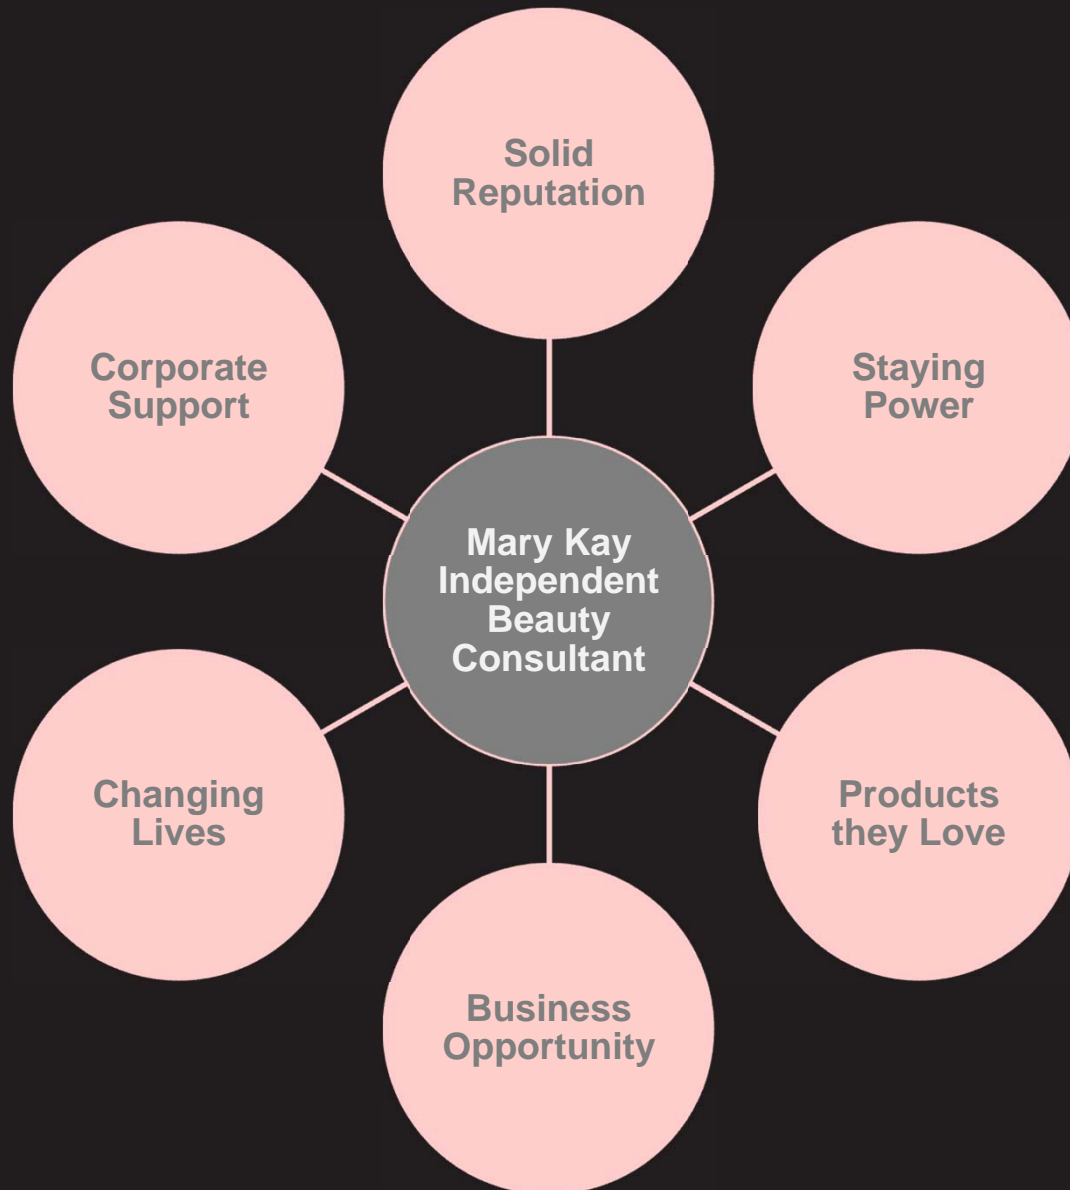 Solid
Reputation
Corporate
Support
Staying
Power
Mary Kay
Independent
Beauty
Consultant
Changing
Lives
Products
they Love
Business
Opportunity